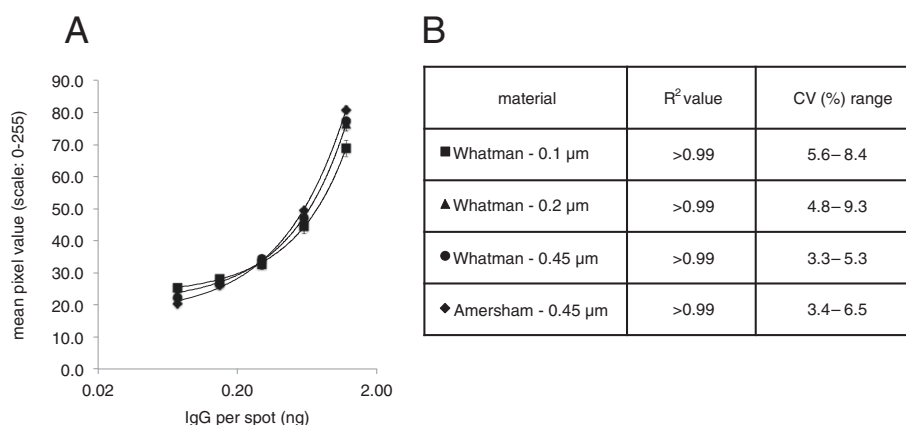 A
B
90.0
80.0
70.0
60.0
50.0
40.0
30.0
20.0
10.0
0.0
0.02
0.20
2.00
mean pixel value (scale: 0-255)
IgG per spot (ng)
material R² value CV (%) range
Whatman - 0.1 µm >0.99 5.6–8.4
Whatman - 0.2 µm >0.99 4.8–9.3
Whatman - 0.45 µm >0.99 3.3–5.3
Amersham - 0.45 µm >0.99 3.4–6.5